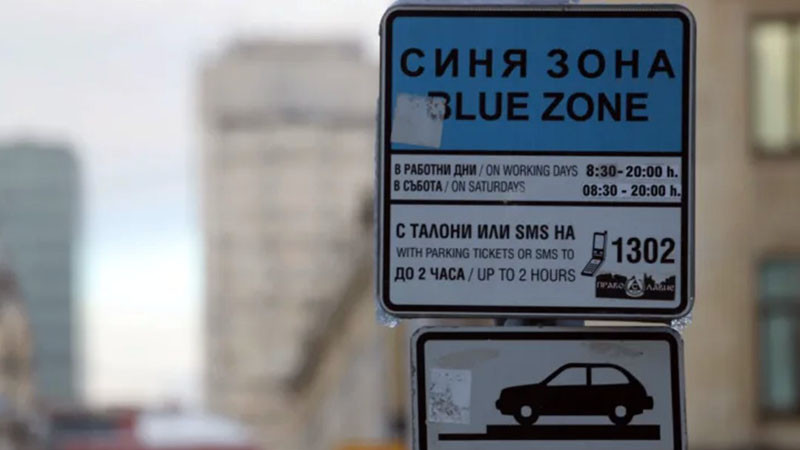 СИНЯ ЗОНА
BLUE ZONE
В РАБОТНИ ДНИ / ON WORKING DAYS 8:30-20:00 h.
В СЪБОТА / ON SATURDAYS 08:30 - 20:00 h.
С ТАЛОНИ ИЛИ SMS НА
WITH PARKING TICKETS OR SMS TO
1302
ДО 2 ЧАСА / UP TO 2 HOURS